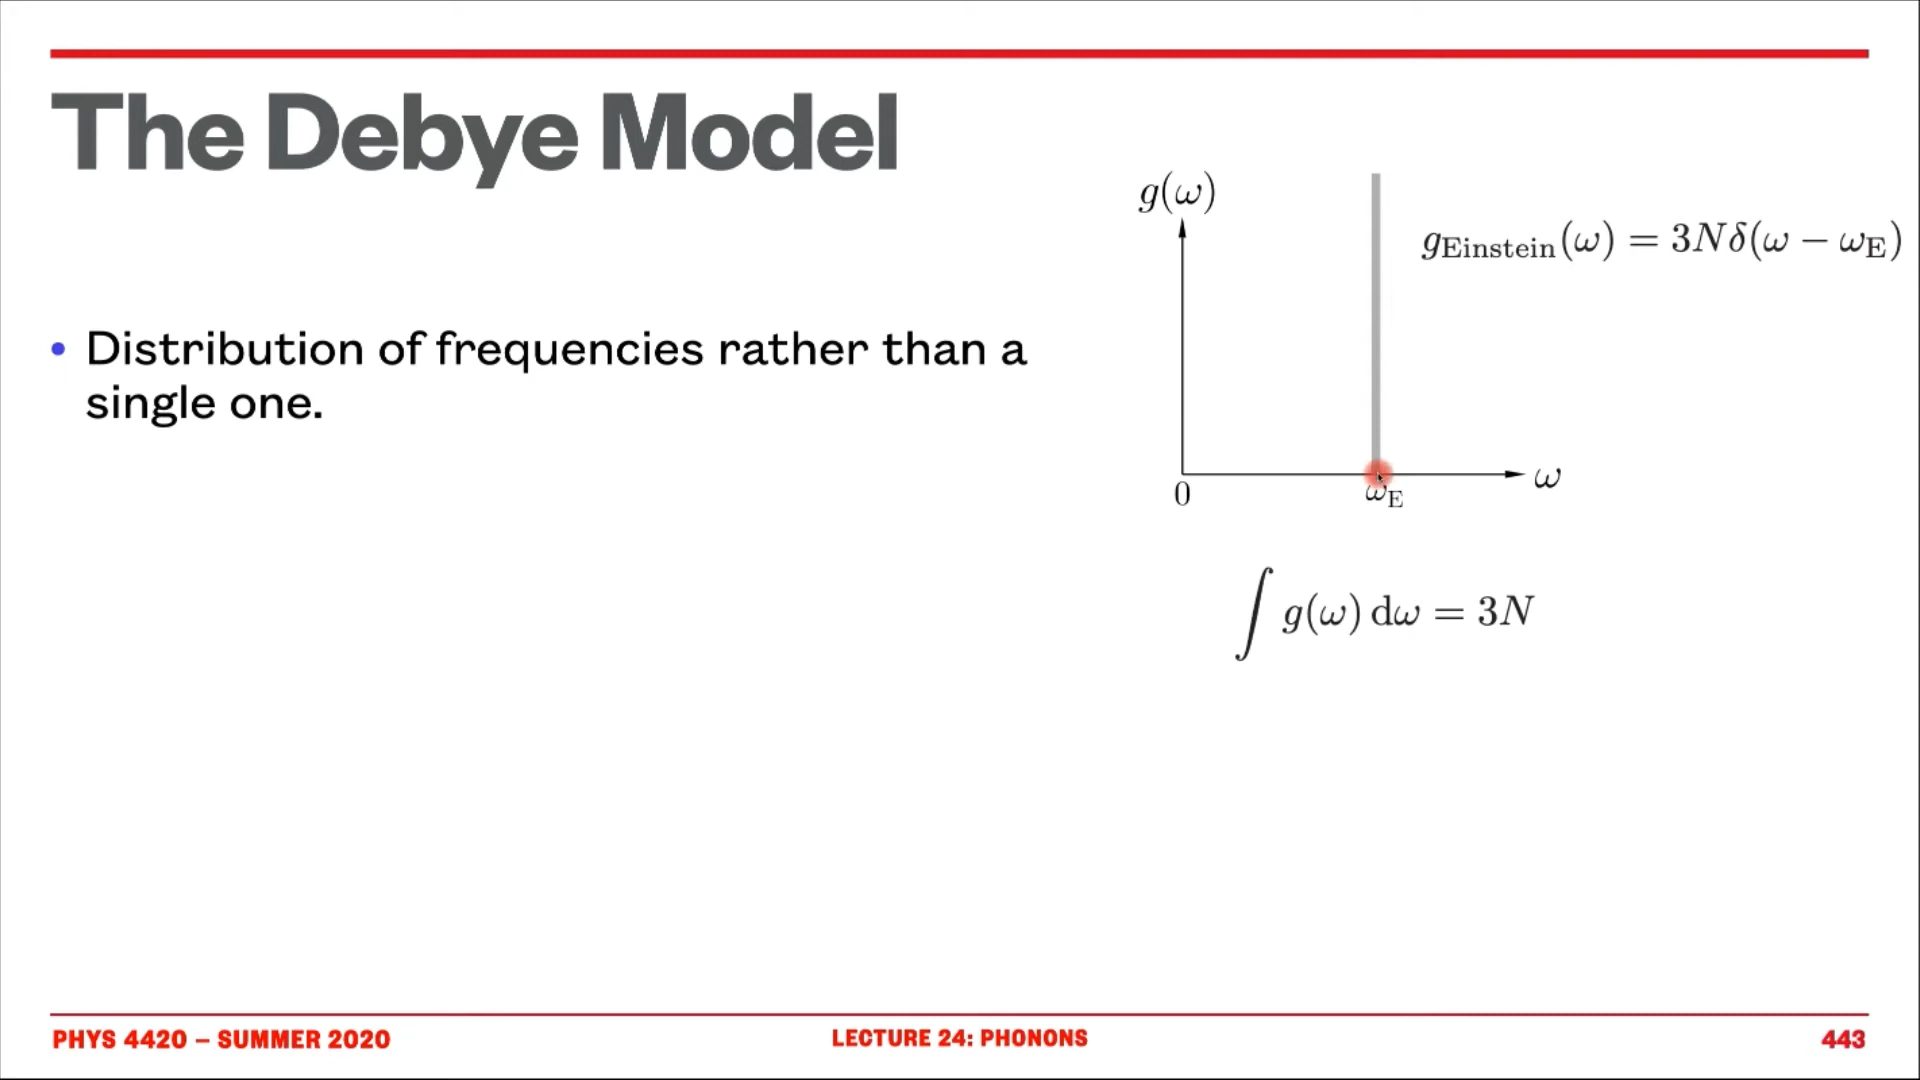 The Debye Model
• Distribution of frequencies rather than a
single one.
g(ω)
g_Einstein(ω) = 3Nδ(ω − ω_E)
ω
0
ω_E
∫ g(ω) dω = 3N
PHYS 4420 – SUMMER 2020
LECTURE 24: PHONONS
443